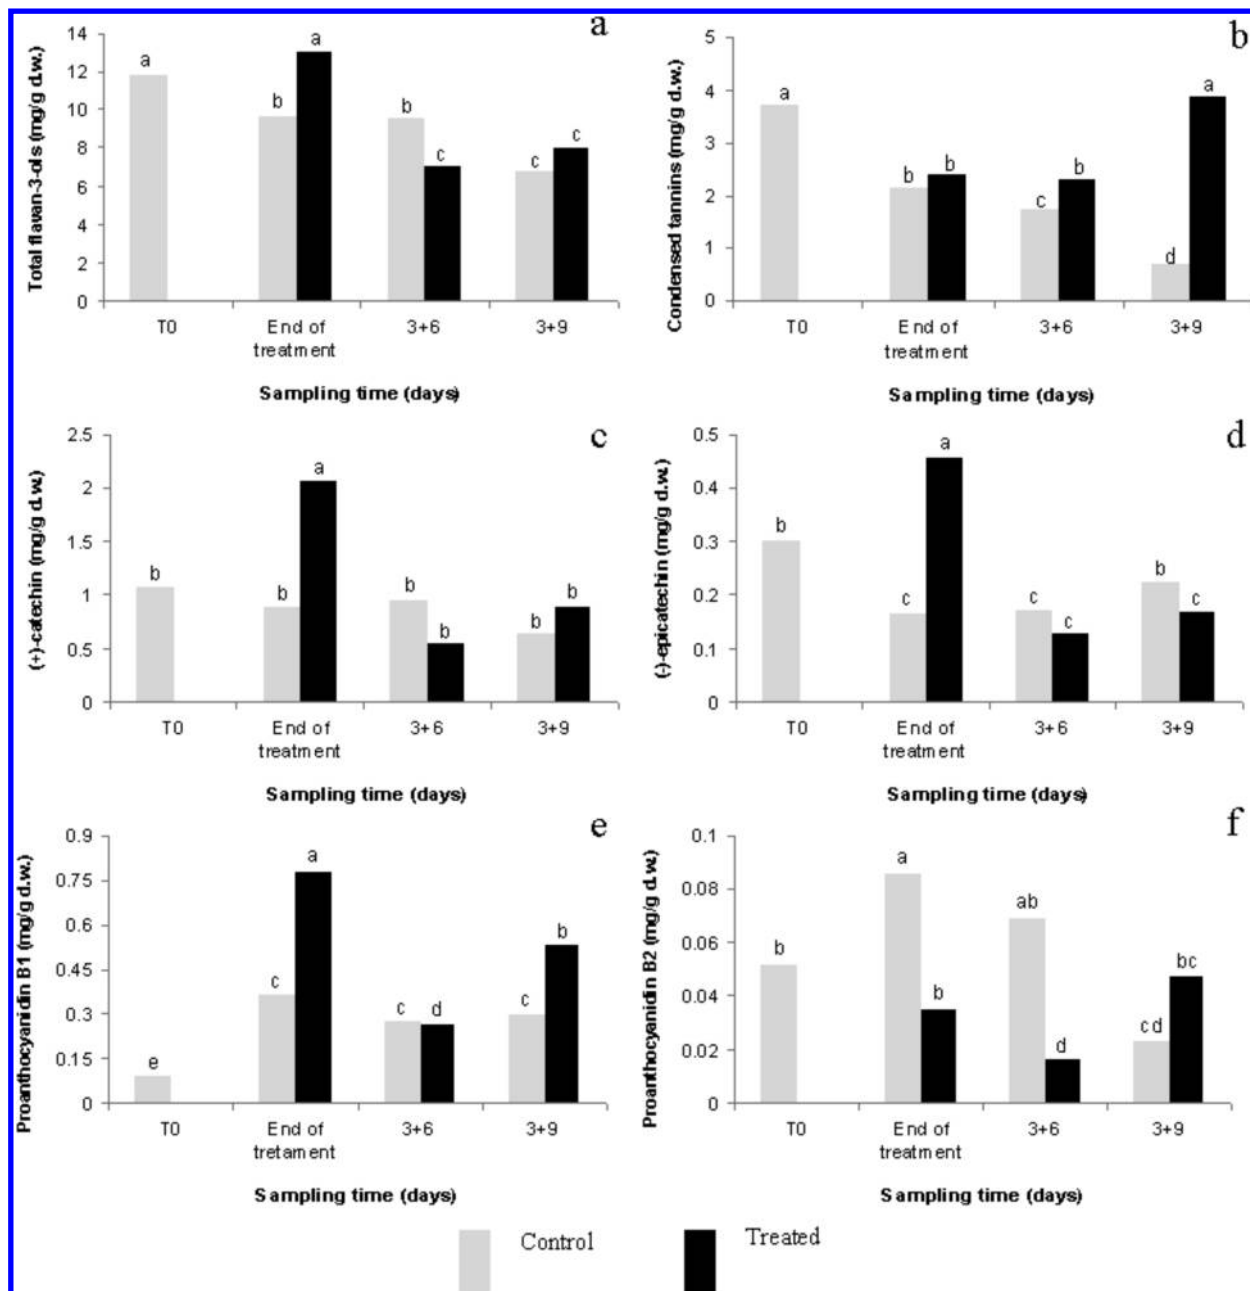 a
Total flavan-3-ols (mg/g d.w.)
14
12
10
8
6
4
2
0
a
b
a
b
c
c
c
T0
End of
treatment
3+6
3+9
Sampling time (days)
b
Condensed tannins (mg/g d.w.)
5
4
3
2
1
0
a
b
b
c
b
d
a
T0
End of
treatment
3+6
3+9
Sampling time (days)
c
(+)-catechin (mg/g d.w.)
2.5
2
1.5
1
0.5
0
b
b
a
b
b
b
b
T0
End of
treatment
3+6
3+9
Sampling time (days)
d
(-)-epicatechin (mg/g d.w.)
0.5
0.4
0.3
0.2
0.1
0
b
c
a
c
c
b
c
T0
End of
treatment
3+6
3+9
Sampling time (days)
e
Proanthocyanidin B1 (mg/g d.w.)
0.9
0.75
0.6
0.45
0.3
0.15
0
e
c
a
c
d
c
b
T0
End of
tretament
3+6
3+9
Sampling time (days)
f
Proanthocyanidin B2 (mg/g d.w.)
0.1
0.08
0.06
0.04
0.02
0
b
a
b
ab
d
cd
bc
T0
End of
treatment
3+6
3+9
Sampling time (days)
Control
Treated